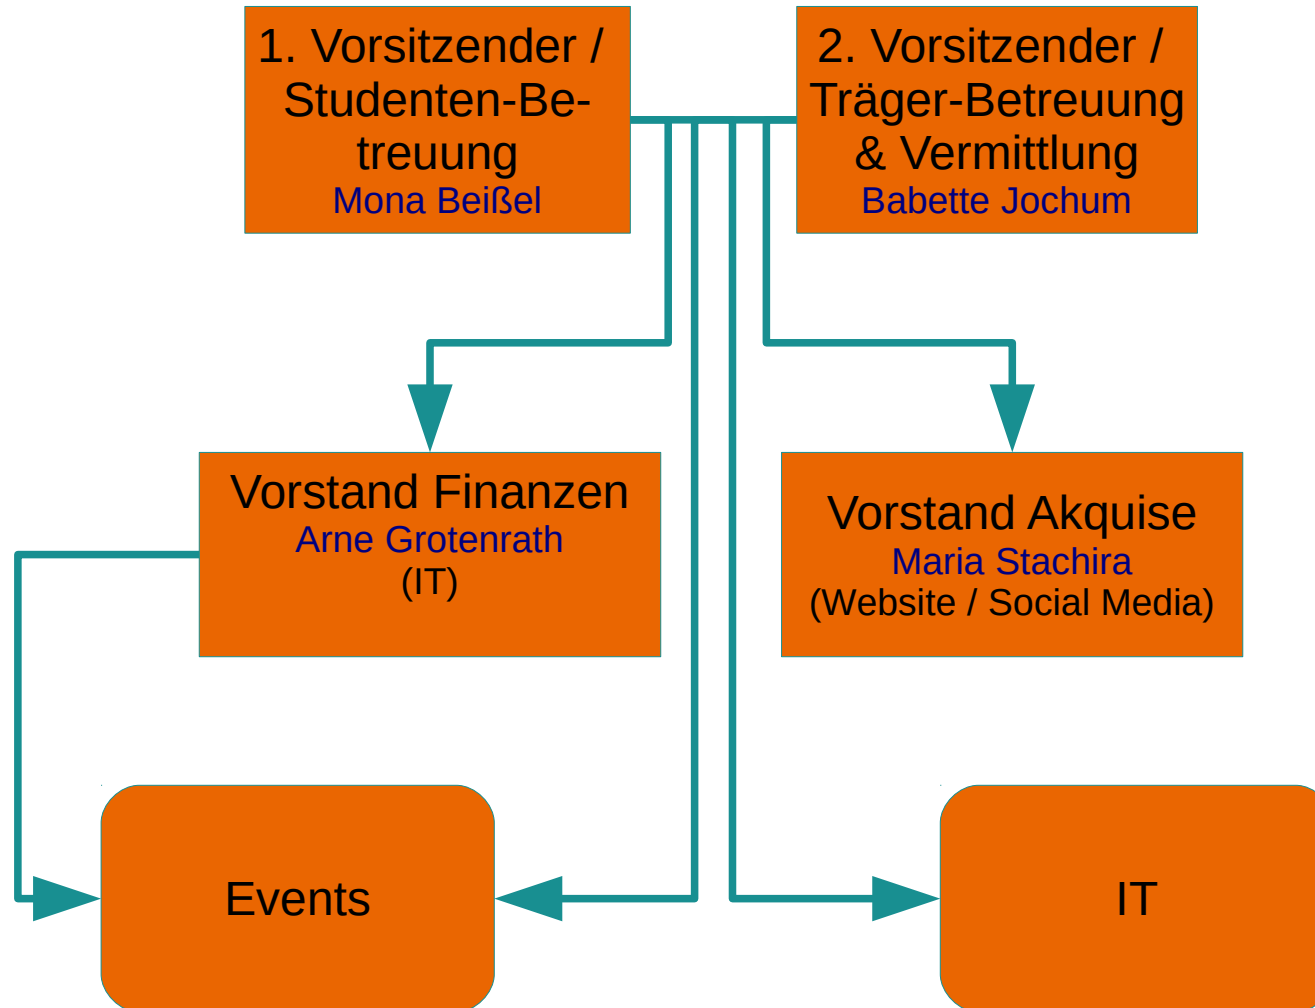 1. Vorsitzender /
Studenten-Be-
treuung
Mona Beißel
2. Vorsitzender /
Träger-Betreuung
& Vermittlung
Babette Jochum
Vorstand Finanzen
Arne Grotenrath
(IT)
Vorstand Akquise
Maria Stachira
(Website / Social Media)
Events
IT